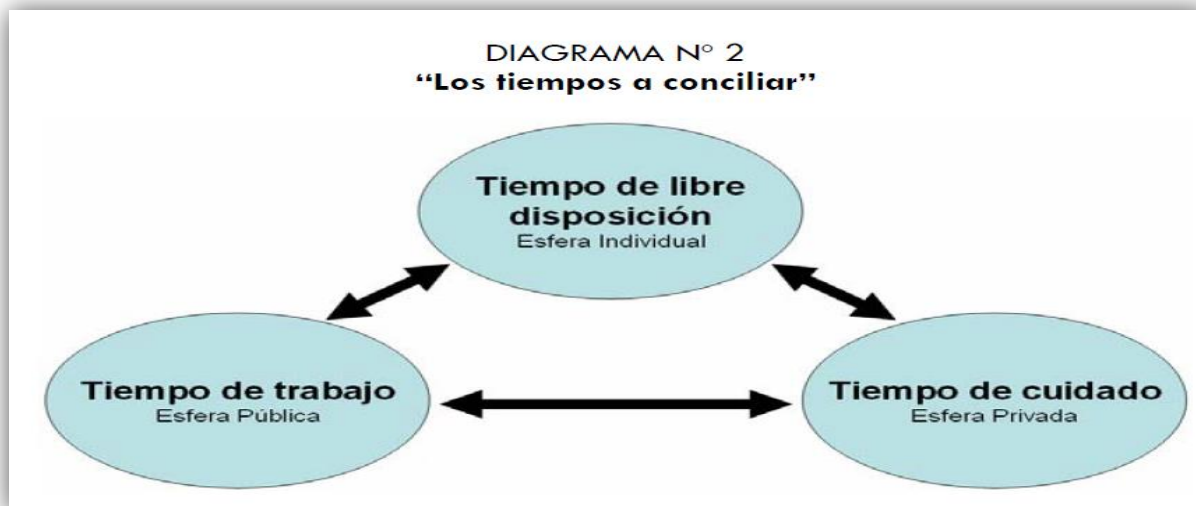 DIAGRAMA N° 2
“Los tiempos a conciliar”
Tiempo de libre
disposición
Esfera Individual
Tiempo de trabajo
Esfera Pública
Tiempo de cuidado
Esfera Privada